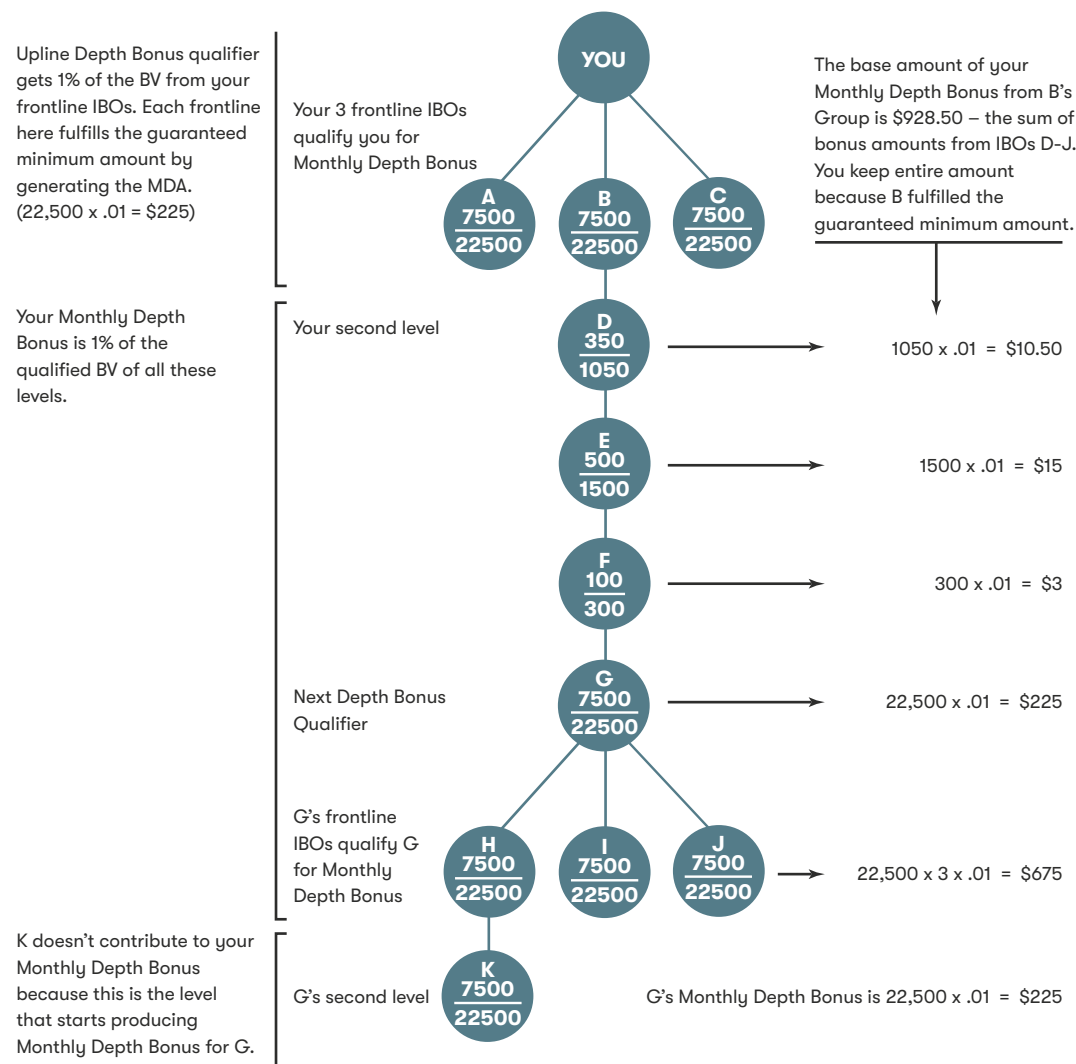 Upline Depth Bonus qualifier
gets 1% of the BV from your
frontline IBOs. Each frontline
here fulfills the guaranteed
minimum amount by
generating the MDA.
(22,500 x .01 = $225)
YOU
Your 3 frontline IBOs
qualify you for
Monthly Depth Bonus
The base amount of your
Monthly Depth Bonus from B's
Group is $928.50 – the sum of
bonus amounts from IBOs D-J.
You keep entire amount
because B fulfilled the
guaranteed minimum amount.
A
7500
22500
B
7500
22500
C
7500
22500
Your Monthly Depth
Bonus is 1% of the
qualified BV of all these
levels.
Your second level
D
350
1050
1050 x .01 = $10.50
E
500
1500
1500 x .01 = $15
F
100
300
300 x .01 = $3
Next Depth Bonus
Qualifier
G
7500
22500
22,500 x .01 = $225
G's frontline
IBOs qualify G
for Monthly
Depth Bonus
H
7500
22500
I
7500
22500
J
7500
22500
22,500 x 3 x .01 = $675
K doesn't contribute to your
Monthly Depth Bonus
because this is the level
that starts producing
Monthly Depth Bonus for G.
G's second level
K
7500
22500
G's Monthly Depth Bonus is 22,500 x .01 = $225